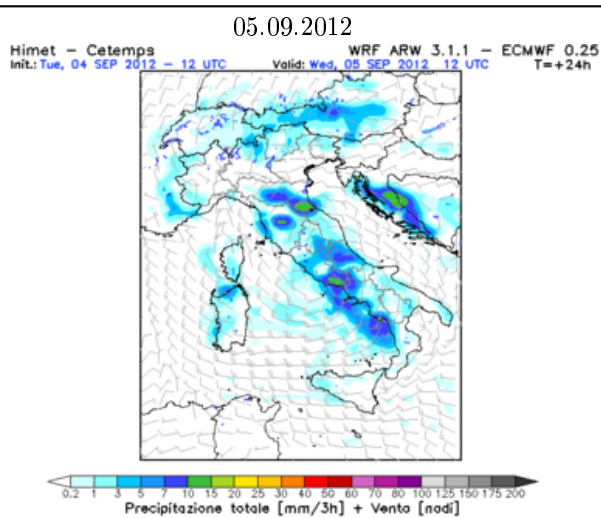 05.09.2012
Himet – Cetemps WRF ARW 3.1.1 – ECMWF 0.25
Init.: Tue, 04 SEP 2012 – 12 UTC Valid: Wed, 05 SEP 2012 12 UTC T=+24h
0.2 1 3 5 7 10 15 20 25 30 40 50 60 70 80 100 125 150 175 200
Precipitazione totale [mm/3h] + Vento [nodi]